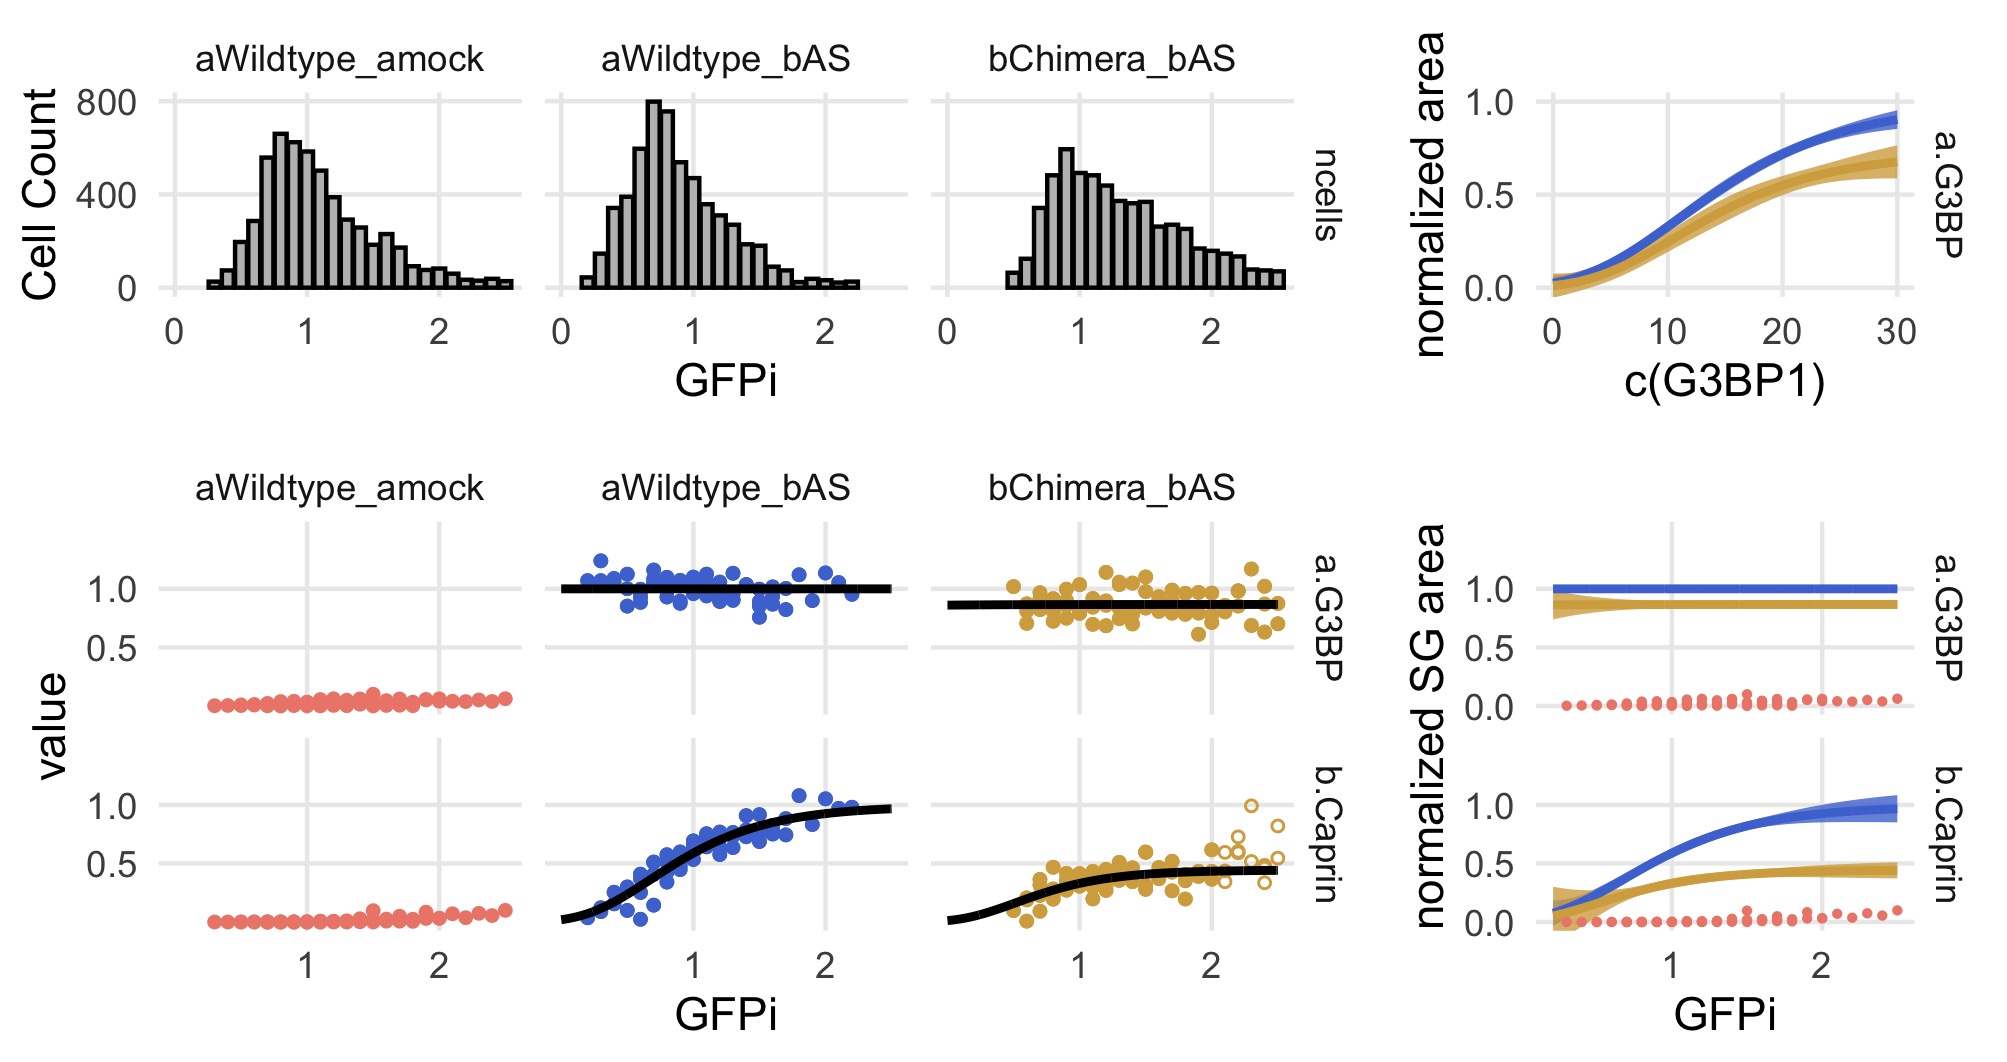 aWildtype_amock aWildtype_bAS bChimera_bAS
Cell Count
800
400
0
ncells
0 1 2 0 1 2 0 1 2
GFPi
normalized area
1.0
0.5
0.0
a.G3BP
0 10 20 30
c(G3BP1)
aWildtype_amock aWildtype_bAS bChimera_bAS
value
1.0
0.5
a.G3BP
1.0
0.5
b.Caprin
1 2 1 2 1 2
GFPi
normalized SG area
1.0
0.5
0.0
a.G3BP
1.0
0.5
0.0
b.Caprin
1 2
GFPi